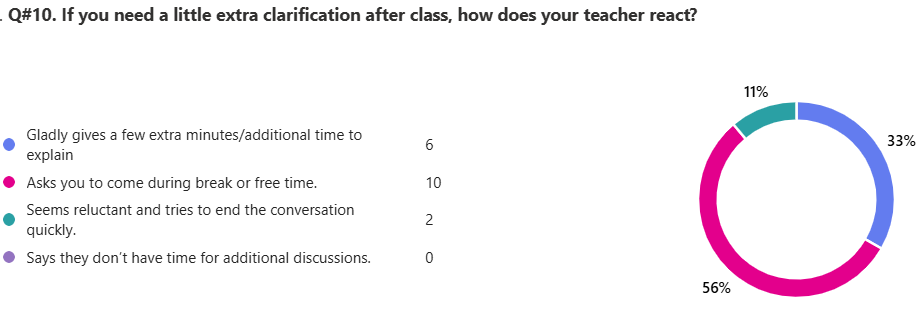 . Q#10. If you need a little extra clarification after class, how does your teacher react?
Gladly gives a few extra minutes/additional time to
explain
6
Asks you to come during break or free time.
10
Seems reluctant and tries to end the conversation
quickly.
2
Says they don't have time for additional discussions.
0
11%
33%
56%